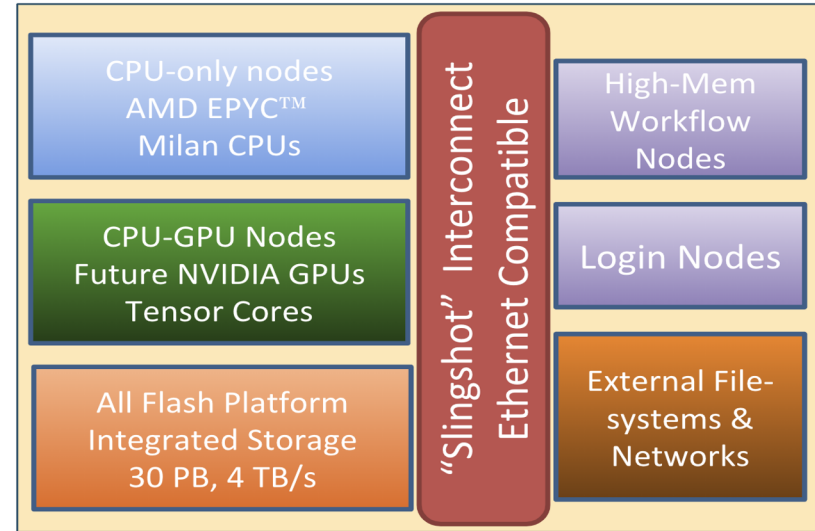 CPU-only nodes
AMD EPYC™
Milan CPUs
CPU-GPU Nodes
Future NVIDIA GPUs
Tensor Cores
All Flash Platform
Integrated Storage
30 PB, 4 TB/s
“Slingshot” Interconnect
Ethernet Compatible
High-Mem
Workflow
Nodes
Login Nodes
External File-
systems &
Networks